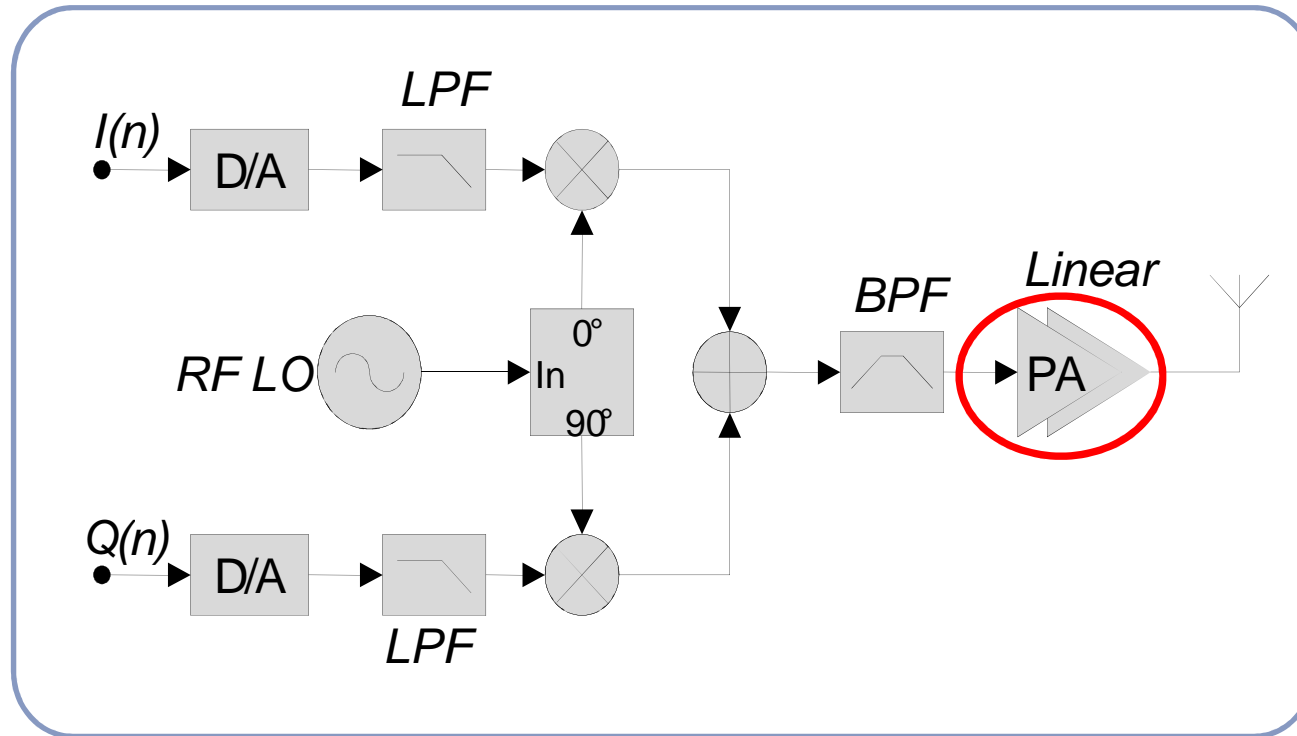 LPF
I(n)
D/A
Linear
BPF
0°
RF LO
In
PA
90°
Q(n)
D/A
LPF